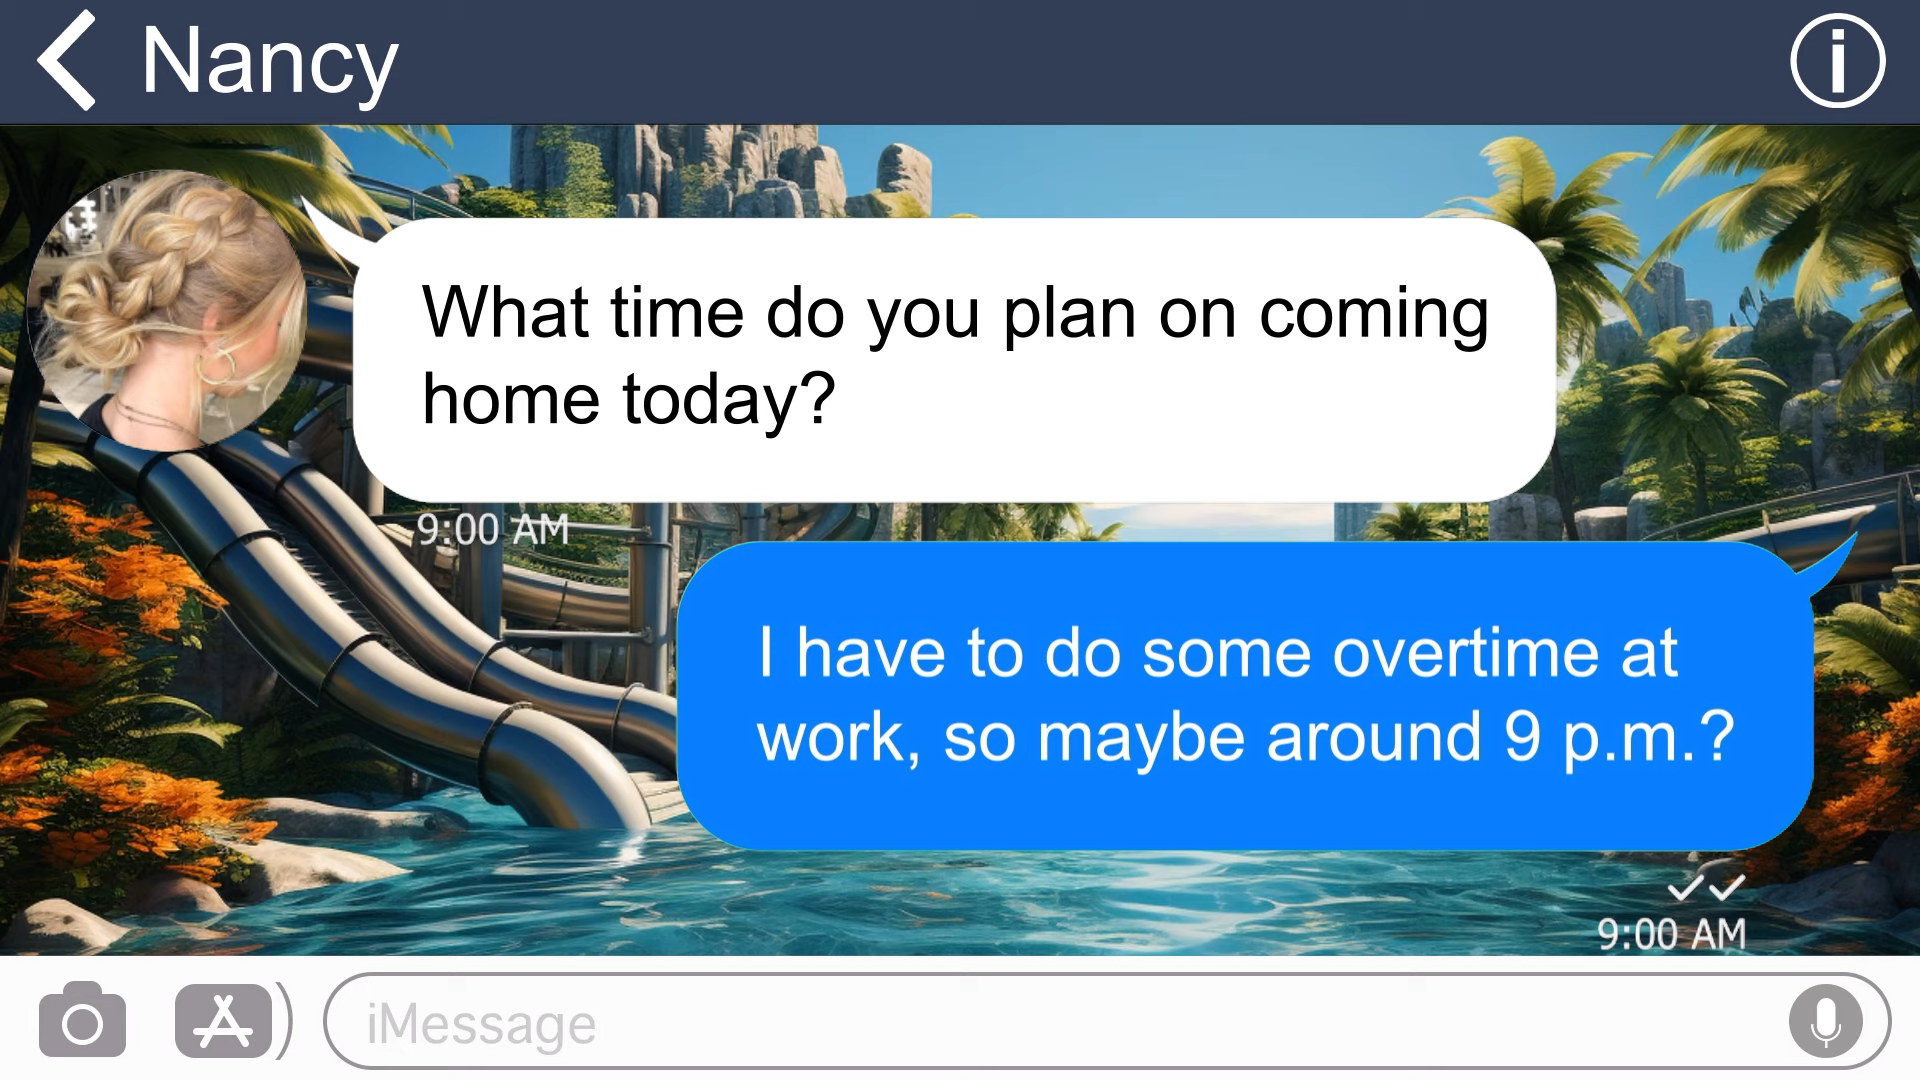 Nancy
What time do you plan on coming
home today?
9:00 AM
I have to do some overtime at
work, so maybe around 9 p.m.?
9:00 AM
iMessage